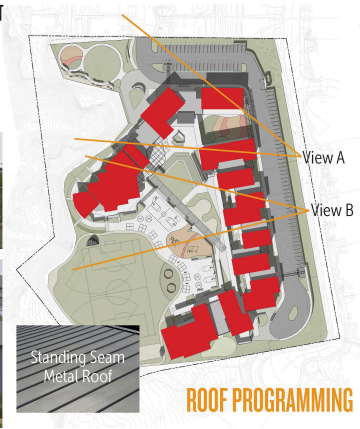 T
View A
View B
Standing Seam
Metal Roof
ROOF PROGRAMMING